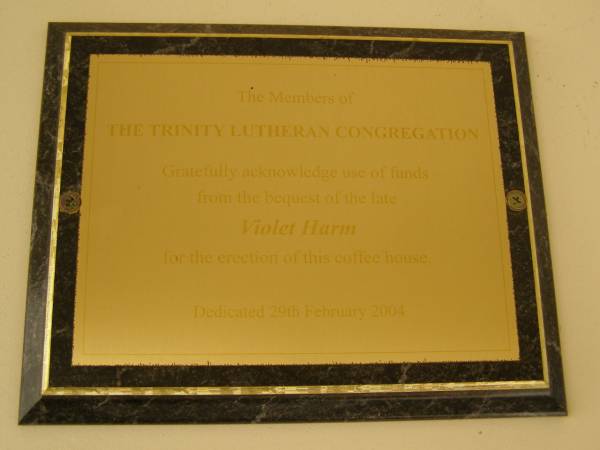 The Members of
THE TRINITY LUTHERAN CONGREGATION
Gratefully acknowledge use of funds
from the bequest of the late
Violet Harm
for the erection of this coffee house.
Dedicated 29th February 2004